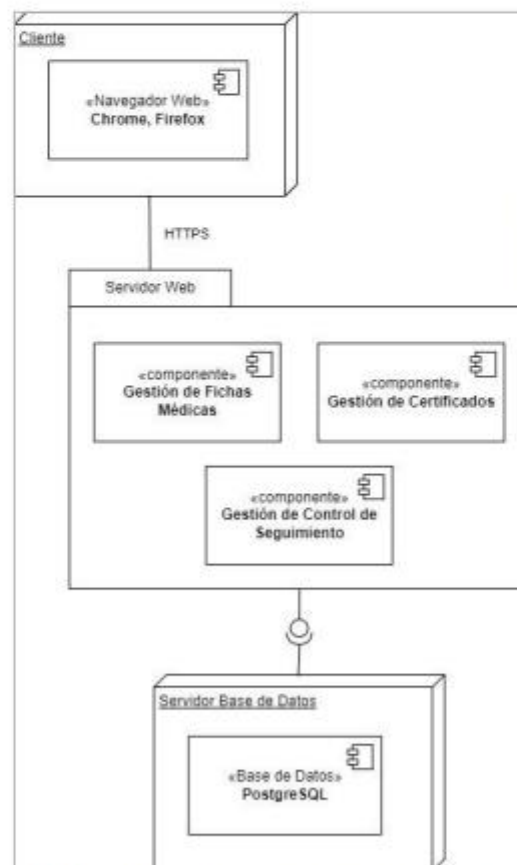 Cliente
«Navegador Web»
Chrome, Firefox
HTTPS
Servidor Web
«componente»
Gestión de Fichas
Médicas
«componente»
Gestión de Certificados
«componente»
Gestión de Control de
Seguimiento
Servidor Base de Datos
«Base de Datos»
PostgreSQL